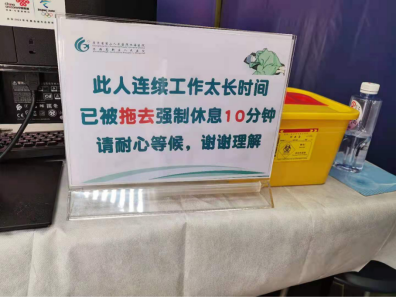 此人连续工作太长时间
已被拖去强制休息10分钟
请耐心等候，谢谢理解